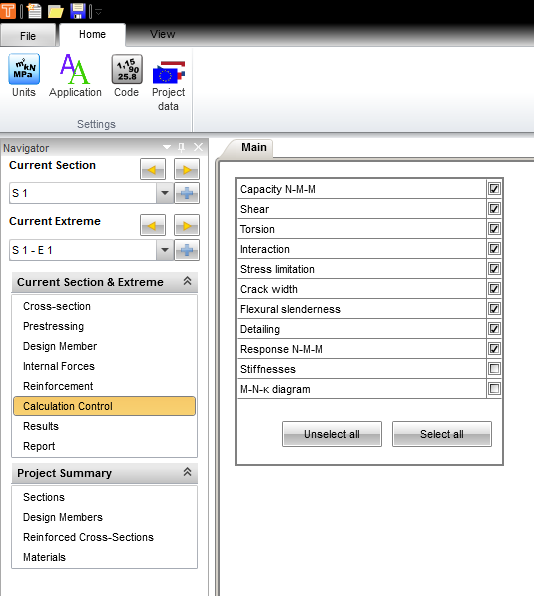 T
File Home View
m²kN
MPa
A A
1,15
90
25.8
Units Application Code Project
data
Settings
Navigator
Current Section
S 1
Current Extreme
S 1 - E 1
Current Section & Extreme
Cross-section
Prestressing
Design Member
Internal Forces
Reinforcement
Calculation Control
Results
Report
Project Summary
Sections
Design Members
Reinforced Cross-Sections
Materials
Main
Capacity N-M-M
Shear
Torsion
Interaction
Stress limitation
Crack width
Flexural slenderness
Detailing
Response N-M-M
Stiffnesses
M-N-κ diagram
Unselect all Select all